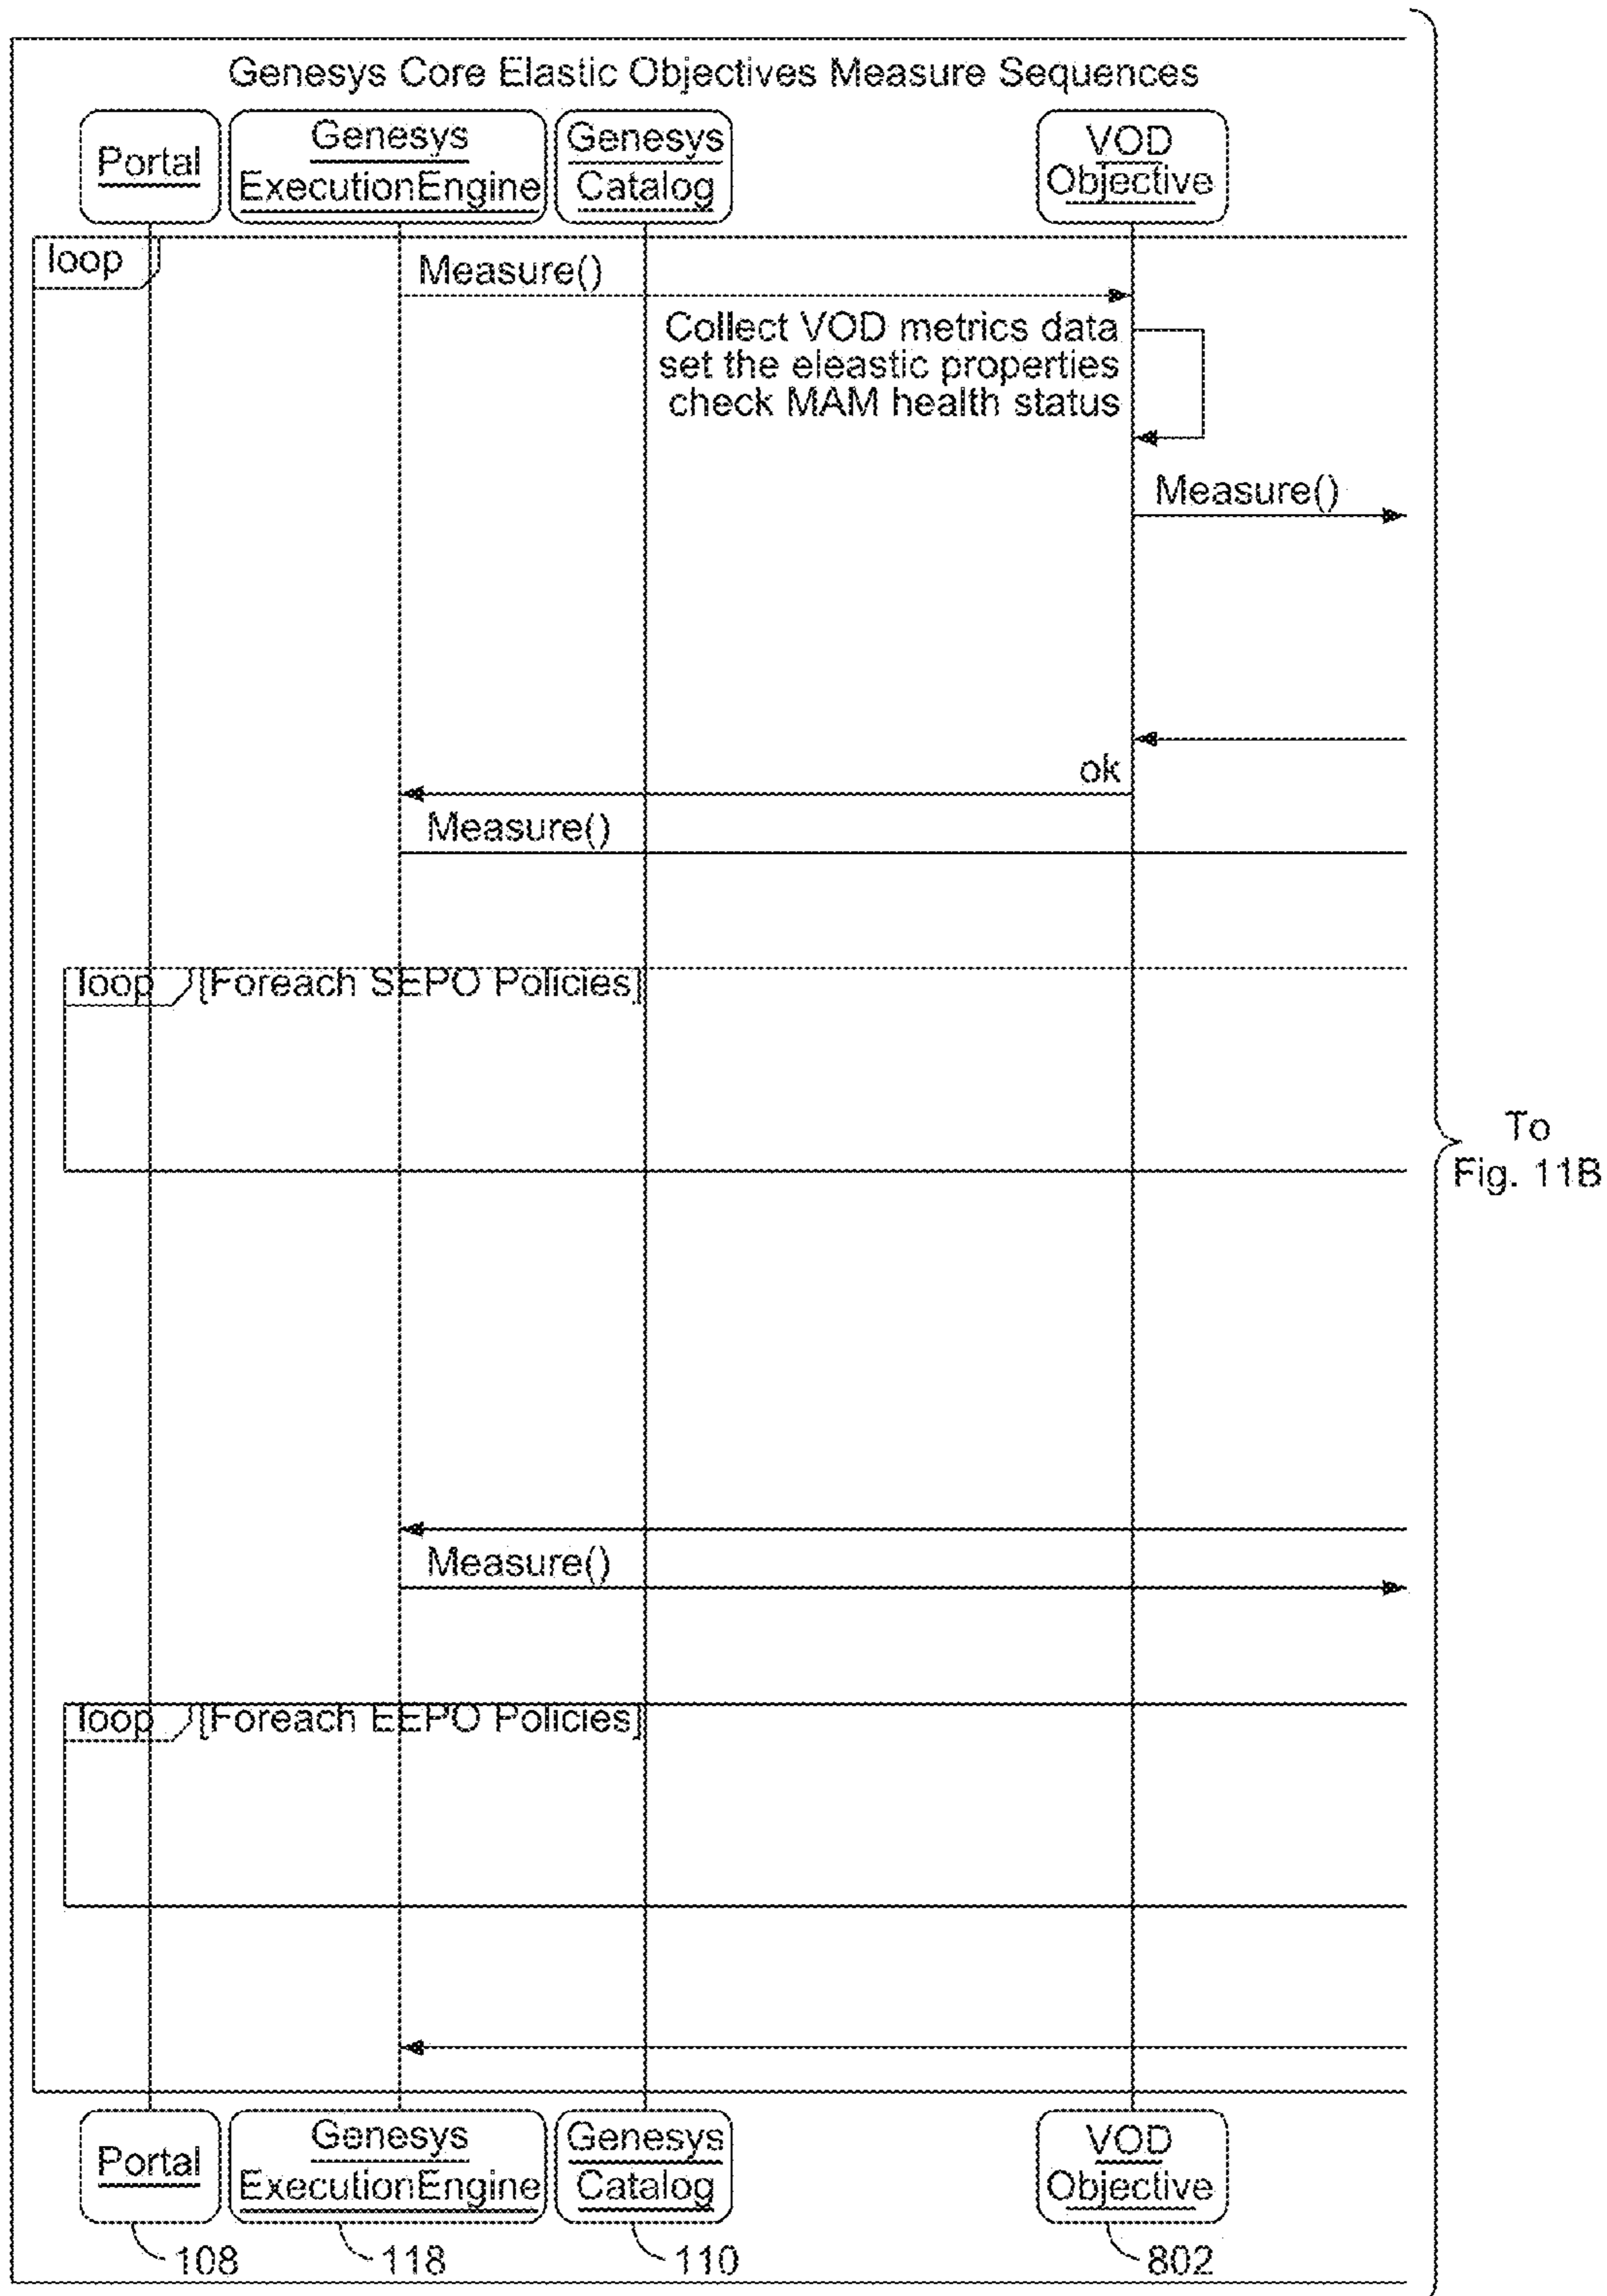 Genesys Core Elastic Objectives Measure Sequences
Portal
Genesys
ExecutionEngine
Genesys
Catalog
VOD
Objective
loop
Measure()
Collect VOD metrics data
set the eleastic properties
check MAM health status
Measure()
ok
Measure()
loop [Foreach SEPO Policies]
To
Fig. 11B
Measure()
loop [Foreach EEPO Policies]
Portal
Genesys
ExecutionEngine
Genesys
Catalog
VOD
Objective
108
118
110
802